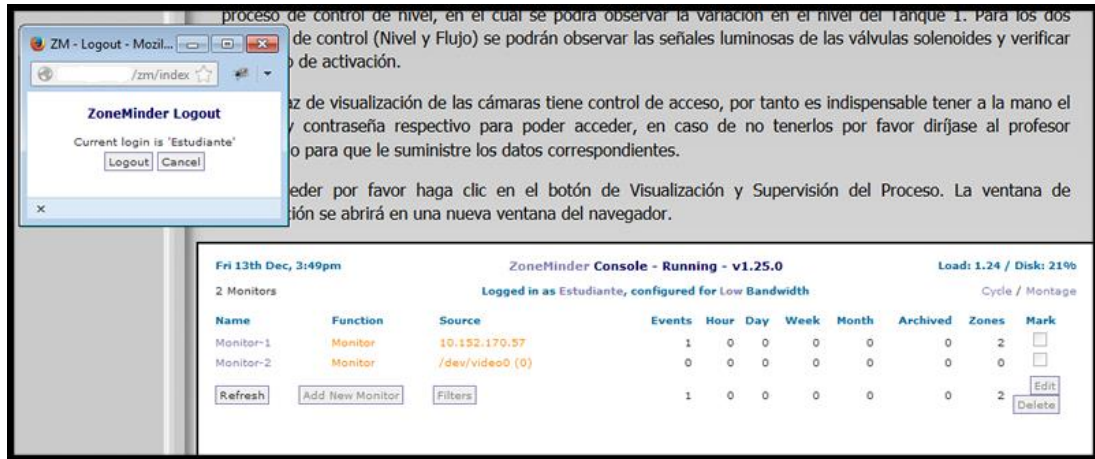 proceso de control de nivel, en el cual se podrá observar la variación en el nivel del Tanque 1. Para los dos
de control (Nivel y Flujo) se podrán observar las señales luminosas de las válvulas solenoides y verificar
de activación.
az de visualización de las cámaras tiene control de acceso, por tanto es indispensable tener a la mano el
y contraseña respectivo para poder acceder, en caso de no tenerlos por favor diríjase al profesor
o para que le suministre los datos correspondientes.
eder por favor haga clic en el botón de Visualización y Supervisión del Proceso. La ventana de
ión se abrirá en una nueva ventana del navegador.
ZM - Logout - Mozil...
/zm/index
ZoneMinder Logout
Current login is 'Estudiante'
Logout Cancel
x
Fri 13th Dec, 3:49pm ZoneMinder Console - Running - v1.25.0 Load: 1.24 / Disk: 21%
2 Monitors Logged in as Estudiante, configured for Low Bandwidth Cycle / Montage
Name Function Source Events Hour Day Week Month Archived Zones Mark
Monitor-1 Monitor 10.152.170.57 1 0 0 0 0 0 2
Monitor-2 Monitor /dev/video0 (0) 0 0 0 0 0 0 0
Refresh Add New Monitor Filters 1 0 0 0 0 0 2 Edit
Delete